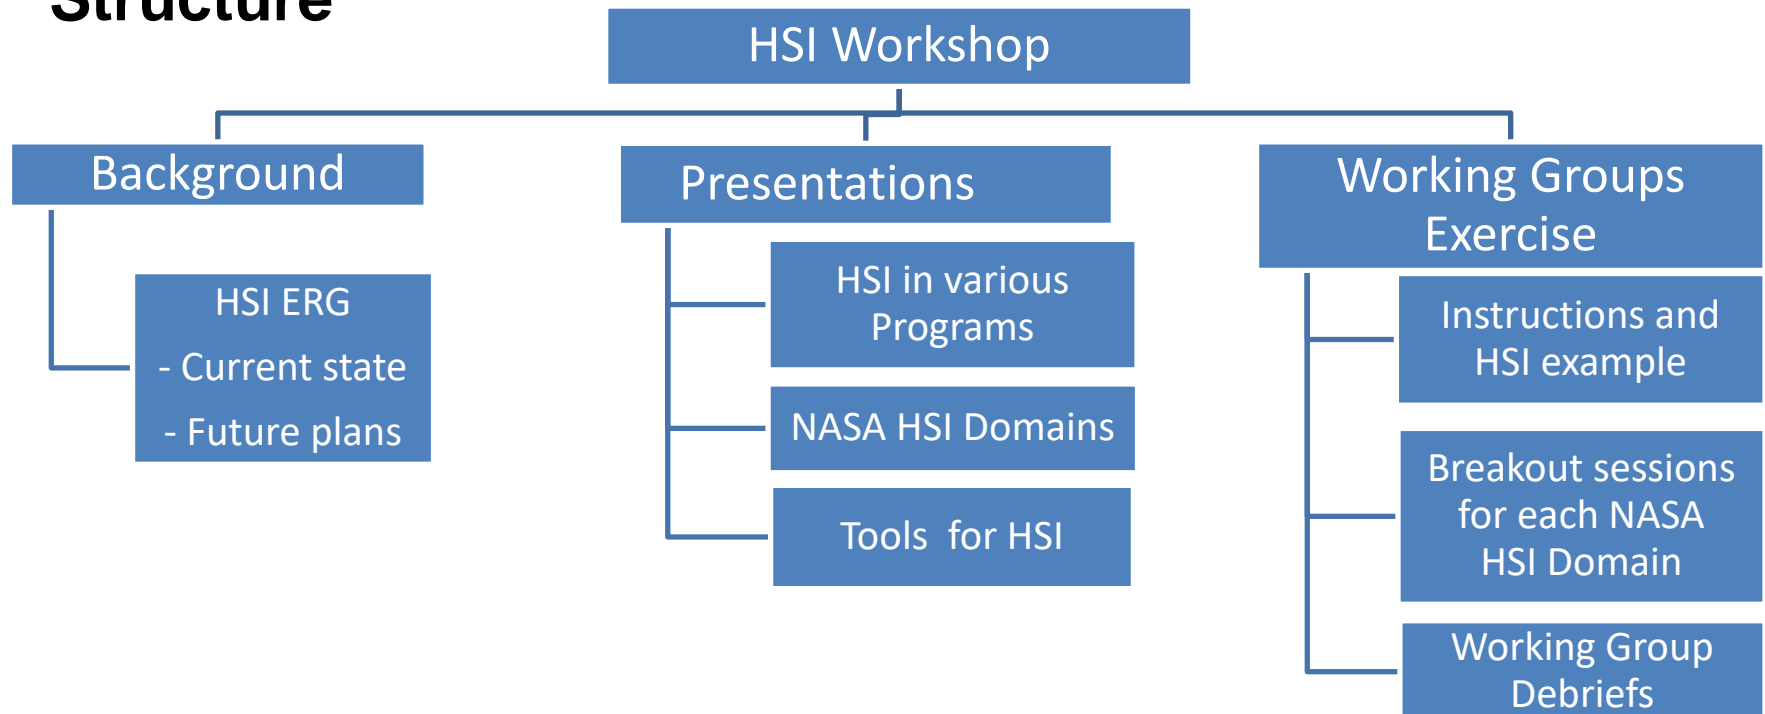 Structure
HSI Workshop
Background
HSI ERG
- Current state
- Future plans
Presentations
HSI in various
Programs
NASA HSI Domains
Tools  for HSI
Working Groups
Exercise
Instructions and
HSI example
Breakout sessions
for each NASA
HSI Domain
Working Group
Debriefs